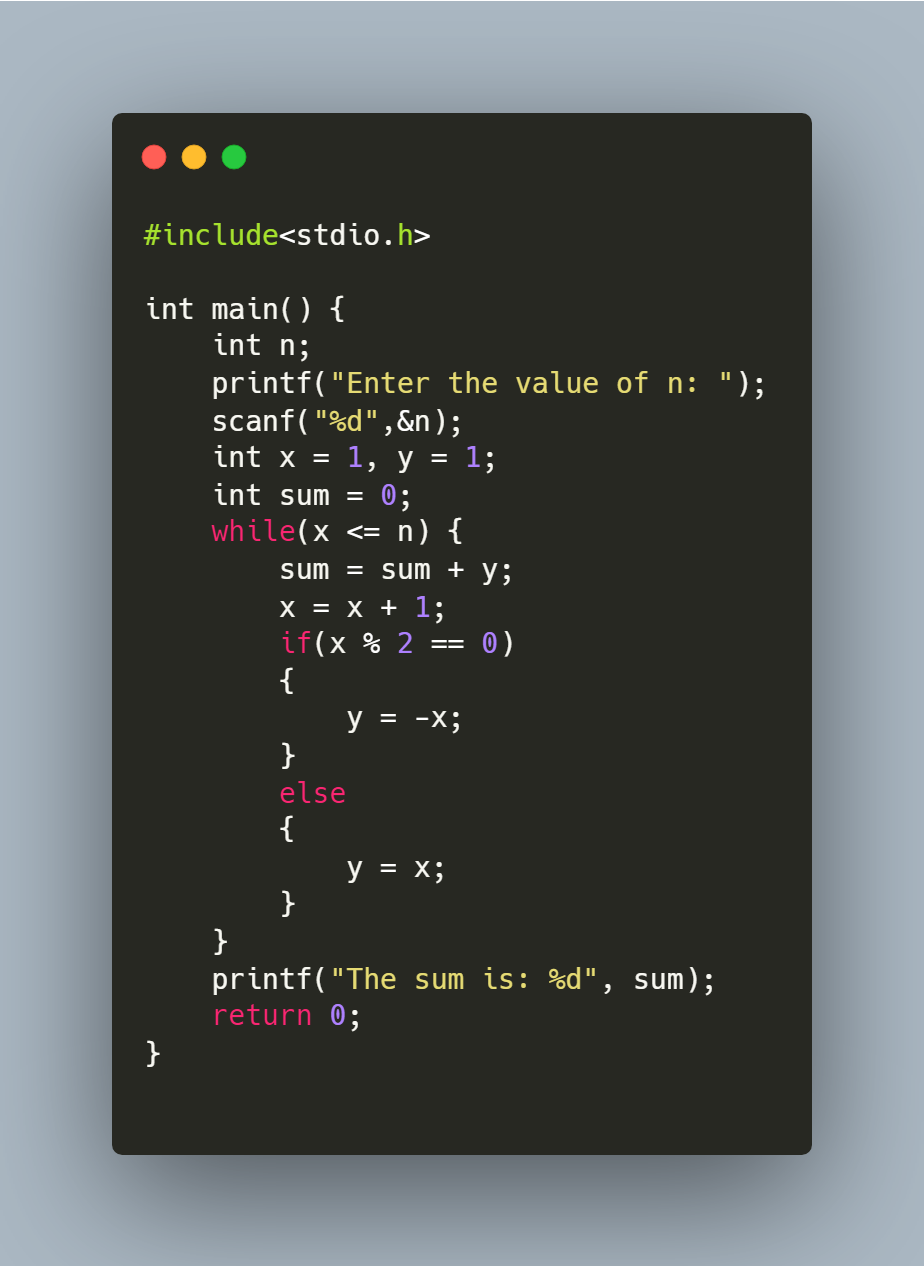 #include<stdio.h>

int main() {
    int n;
    printf("Enter the value of n: ");
    scanf("%d",&n);
    int x = 1, y = 1;
    int sum = 0;
    while(x <= n) {
        sum = sum + y;
        x = x + 1;
        if(x % 2 == 0)
        {
            y = -x;
        }
        else
        {
            y = x;
        }
    }
    printf("The sum is: %d", sum);
    return 0;
}